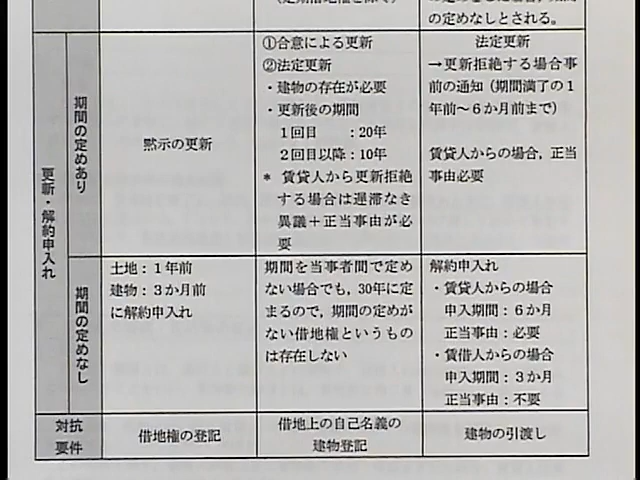 の定めなしとされる。
更新・解約申入れ
期間の定めあり
黙示の更新
①合意による更新
②法定更新
・建物の存在が必要
・更新後の期間
1回目　　：20年
2回目以降：10年
＊ 賃貸人から更新拒絶
する場合は遅滞なき
異議＋正当事由が必
要
法定更新
→更新拒絶する場合事
前の通知（期間満了の1
年前〜6か月前まで）
賃貸人からの場合，正当
事由必要
期間の定めなし
土地：1年前
建物：3か月前
に解約申入れ
期間を当事者間で定め
ない場合でも，30年に定
まるので，期間の定めが
ない借地権というもの
は存在しない
解約申入れ
・賃貸人からの場合
申入期間：6か月
正当事由：必要
・賃借人からの場合
申入期間：3か月
正当事由：不要
対抗
要件
借地権の登記
借地上の自己名義の
建物登記
建物の引渡し